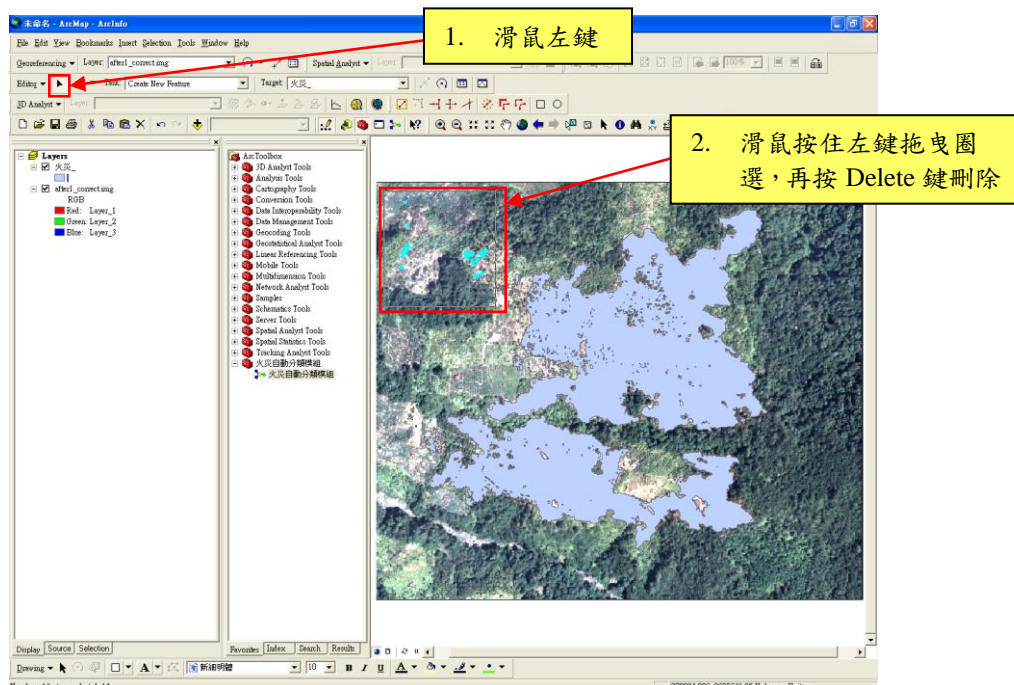 未命名 - ArcMap - ArcInfo
File Edit View Bookmarks Insert Selection Tools Window Help
Georeferencing Layer: after1_correct.img Spatial Analyst Layer: 100%
Editor Task: Create New Feature Target: 火災_
3D Analyst Layer:
1. 滑鼠左鍵
2. 滑鼠按住左鍵拖曳圈
選，再按 Delete 鍵刪除
Layers
火災_
after1_correct.img
RGB
Red: Layer_1
Green: Layer_2
Blue: Layer_3
ArcToolbox
3D Analyst Tools
Analysis Tools
Cartography Tools
Conversion Tools
Data Interoperability Tools
Data Management Tools
Geocoding Tools
Geostatistical Analyst Tools
Linear Referencing Tools
Mobile Tools
Multidimension Tools
Network Analyst Tools
Samples
Schematics Tools
Server Tools
Spatial Analyst Tools
Spatial Statistics Tools
Tracking Analyst Tools
火災自動分類模組
火災自動分類模組
Display Source Selection
Favorites Index Search Results
Drawing A 新細明體 10 B I U A